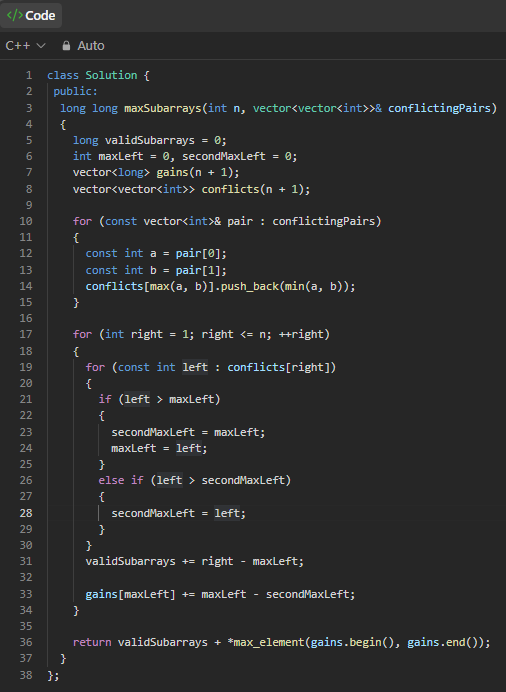 </> Code
C++ Auto
1 class Solution {
2 public:
3 long long maxSubarrays(int n, vector<vector<int>>& conflictingPairs)
4 {
5 long validSubarrays = 0;
6 int maxLeft = 0, secondMaxLeft = 0;
7 vector<long> gains(n + 1);
8 vector<vector<int>> conflicts(n + 1);
9
10 for (const vector<int>& pair : conflictingPairs)
11 {
12 const int a = pair[0];
13 const int b = pair[1];
14 conflicts[max(a, b)].push_back(min(a, b));
15 }
16
17 for (int right = 1; right <= n; ++right)
18 {
19 for (const int left : conflicts[right])
20 {
21 if (left > maxLeft)
22 {
23 secondMaxLeft = maxLeft;
24 maxLeft = left;
25 }
26 else if (left > secondMaxLeft)
27 {
28 secondMaxLeft = left;
29 }
30 }
31 validSubarrays += right - maxLeft;
32
33 gains[maxLeft] += maxLeft - secondMaxLeft;
34 }
35
36 return validSubarrays + *max_element(gains.begin(), gains.end());
37 }
38 };